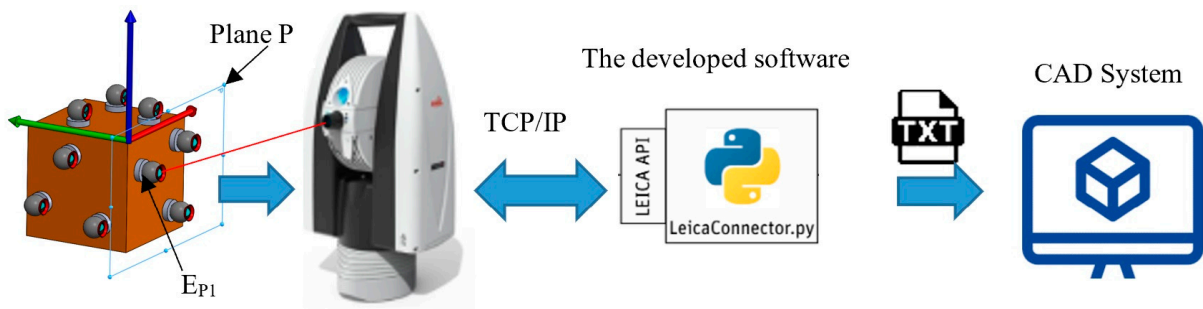 Plane P
The developed software
CAD System
TCP/IP
TXT
LEICA API
LeicaConnector.py
EP1